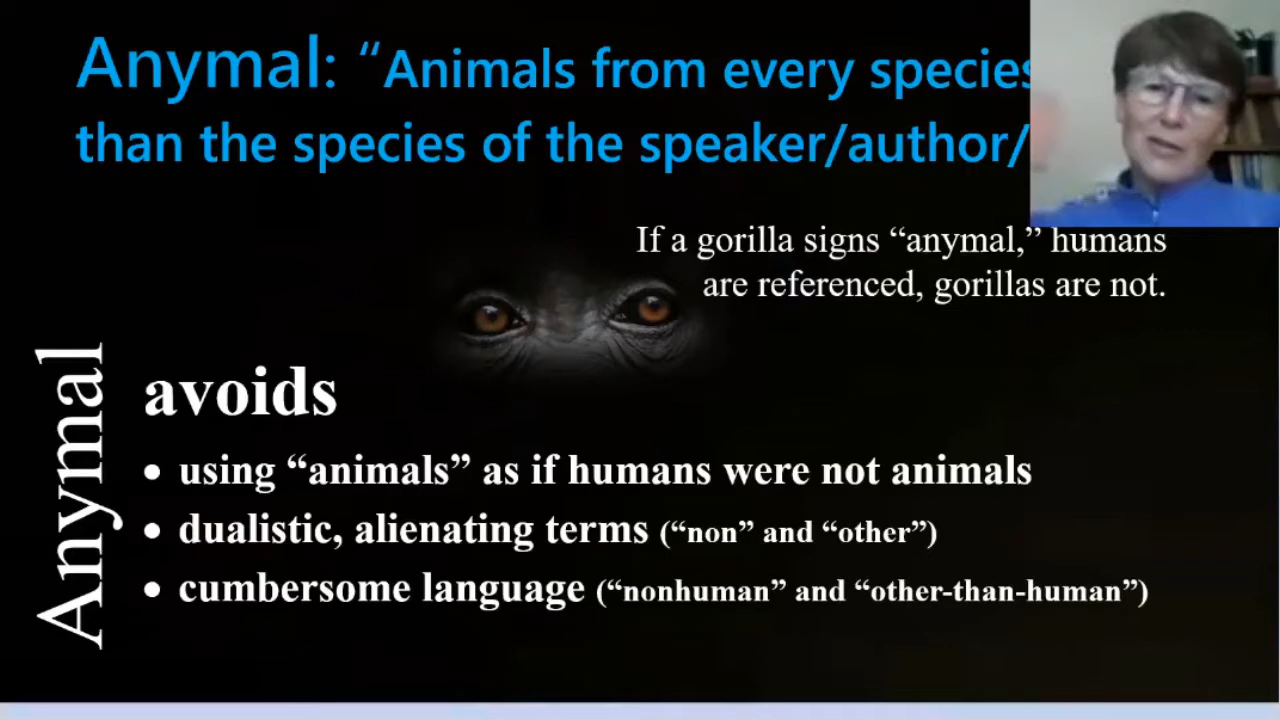 Anymal: “Animals from every species
than the species of the speaker/author/
If a gorilla signs “anymal,” humans
are referenced, gorillas are not.
Anymal
avoids
• using “animals” as if humans were not animals
• dualistic, alienating terms (“non” and “other”)
• cumbersome language (“nonhuman” and “other-than-human”)